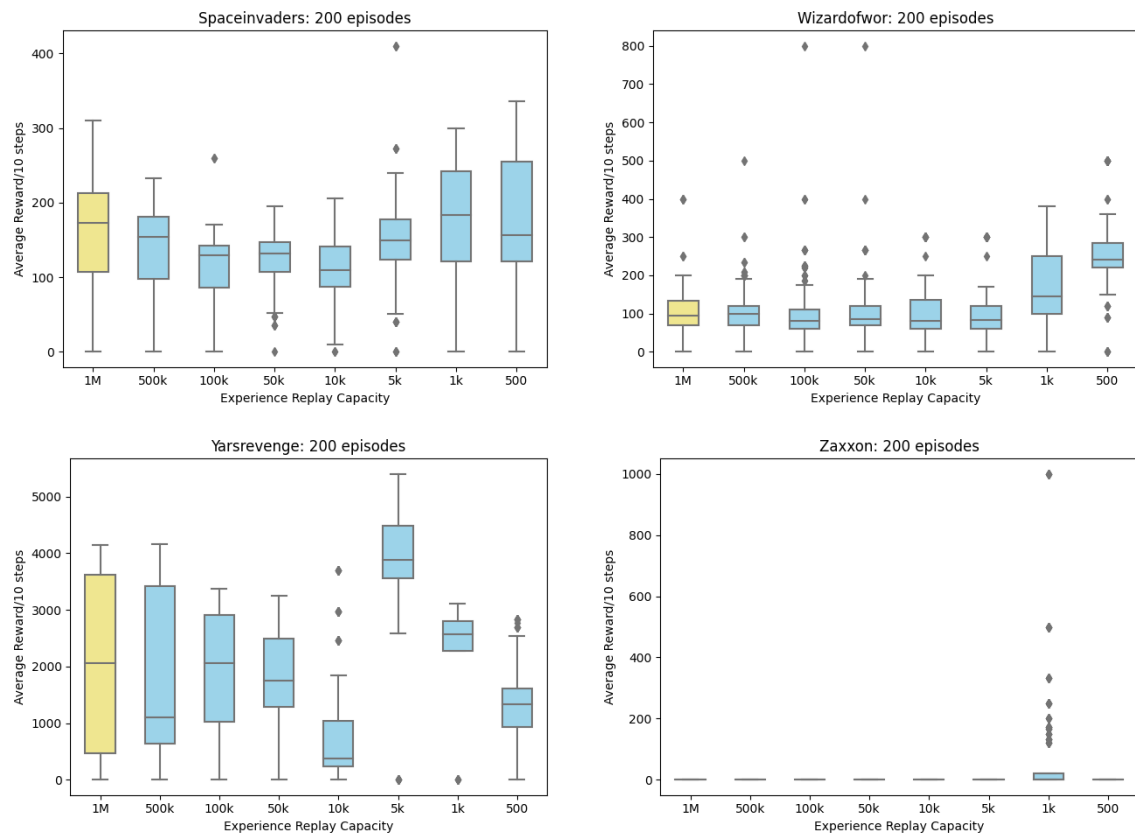 Spaceinvaders: 200 episodes
Average Reward/10 steps
400
300
200
100
0
1M 500k 100k 50k 10k 5k 1k 500
Experience Replay Capacity
Wizardofwor: 200 episodes
Average Reward/10 steps
800
700
600
500
400
300
200
100
0
1M 500k 100k 50k 10k 5k 1k 500
Experience Replay Capacity
Yarsrevenge: 200 episodes
Average Reward/10 steps
5000
4000
3000
2000
1000
0
1M 500k 100k 50k 10k 5k 1k 500
Experience Replay Capacity
Zaxxon: 200 episodes
Average Reward/10 steps
1000
800
600
400
200
0
1M 500k 100k 50k 10k 5k 1k 500
Experience Replay Capacity